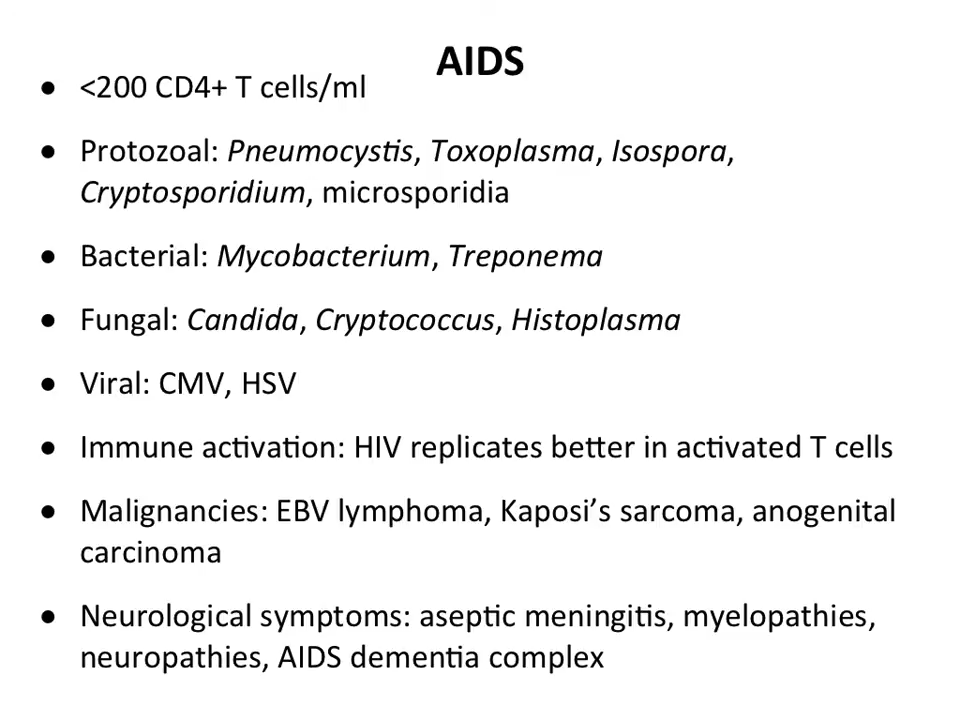 AIDS
• <200 CD4+ T cells/ml
• Protozoal: Pneumocystis, Toxoplasma, Isospora,
Cryptosporidium, microsporidia
• Bacterial: Mycobacterium, Treponema
• Fungal: Candida, Cryptococcus, Histoplasma
• Viral: CMV, HSV
• Immune activation: HIV replicates better in activated T cells
• Malignancies: EBV lymphoma, Kaposi’s sarcoma, anogenital
carcinoma
• Neurological symptoms: aseptic meningitis, myelopathies,
neuropathies, AIDS dementia complex